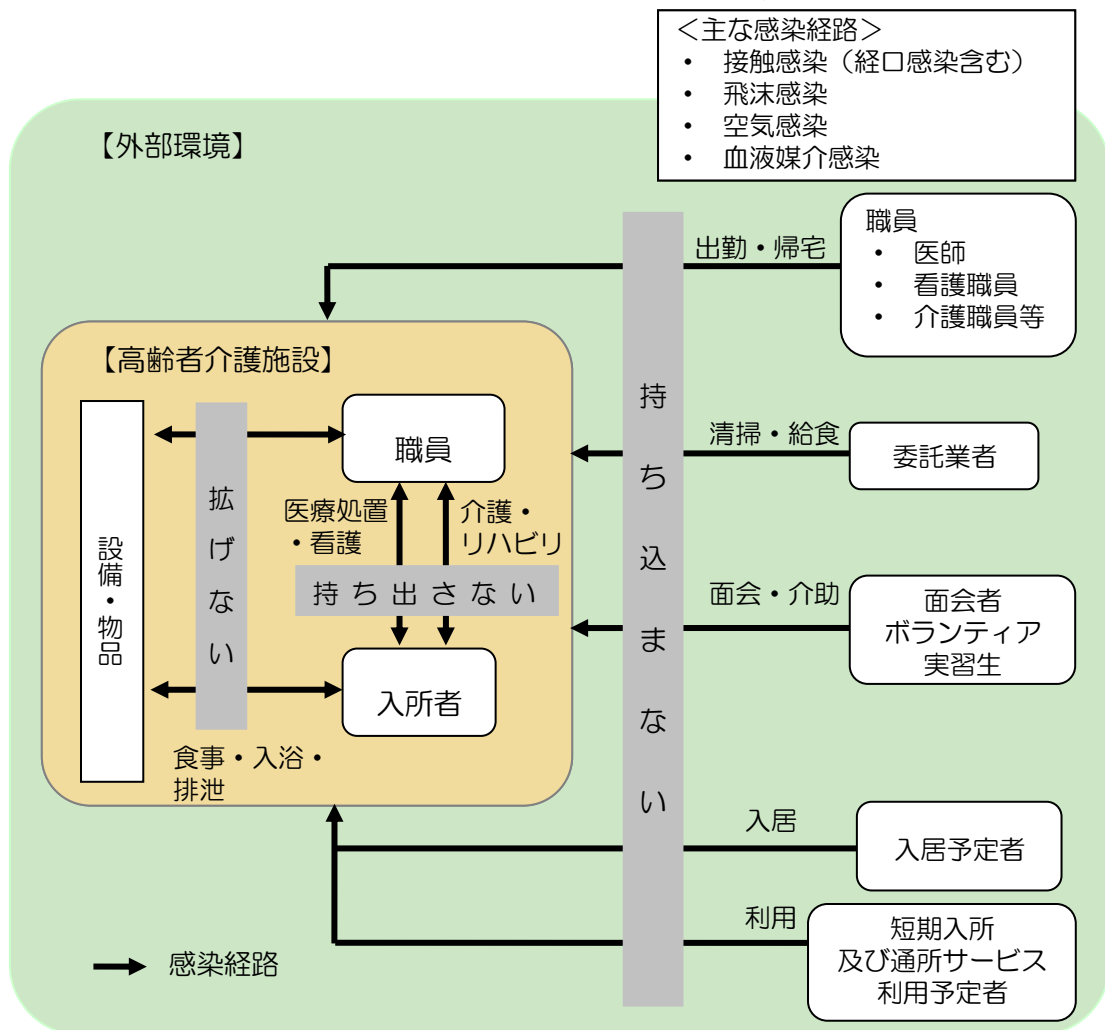 ＜主な感染経路＞
・ 接触感染（経口感染含む）
・ 飛沫感染
・ 空気感染
・ 血液媒介感染
【外部環境】
職員
・ 医師
・ 看護職員
・ 介護職員等
出勤・帰宅
【高齢者介護施設】
持ち込まない
清掃・給食
委託業者
職員
拡げない
設備・物品
医療処置
・看護
介護・
リハビリ
持ち出さない
面会・介助
面会者
ボランティア
実習生
入所者
食事・入浴・
排泄
入居
入居予定者
利用
短期入所
及び通所サービス
利用予定者
感染経路